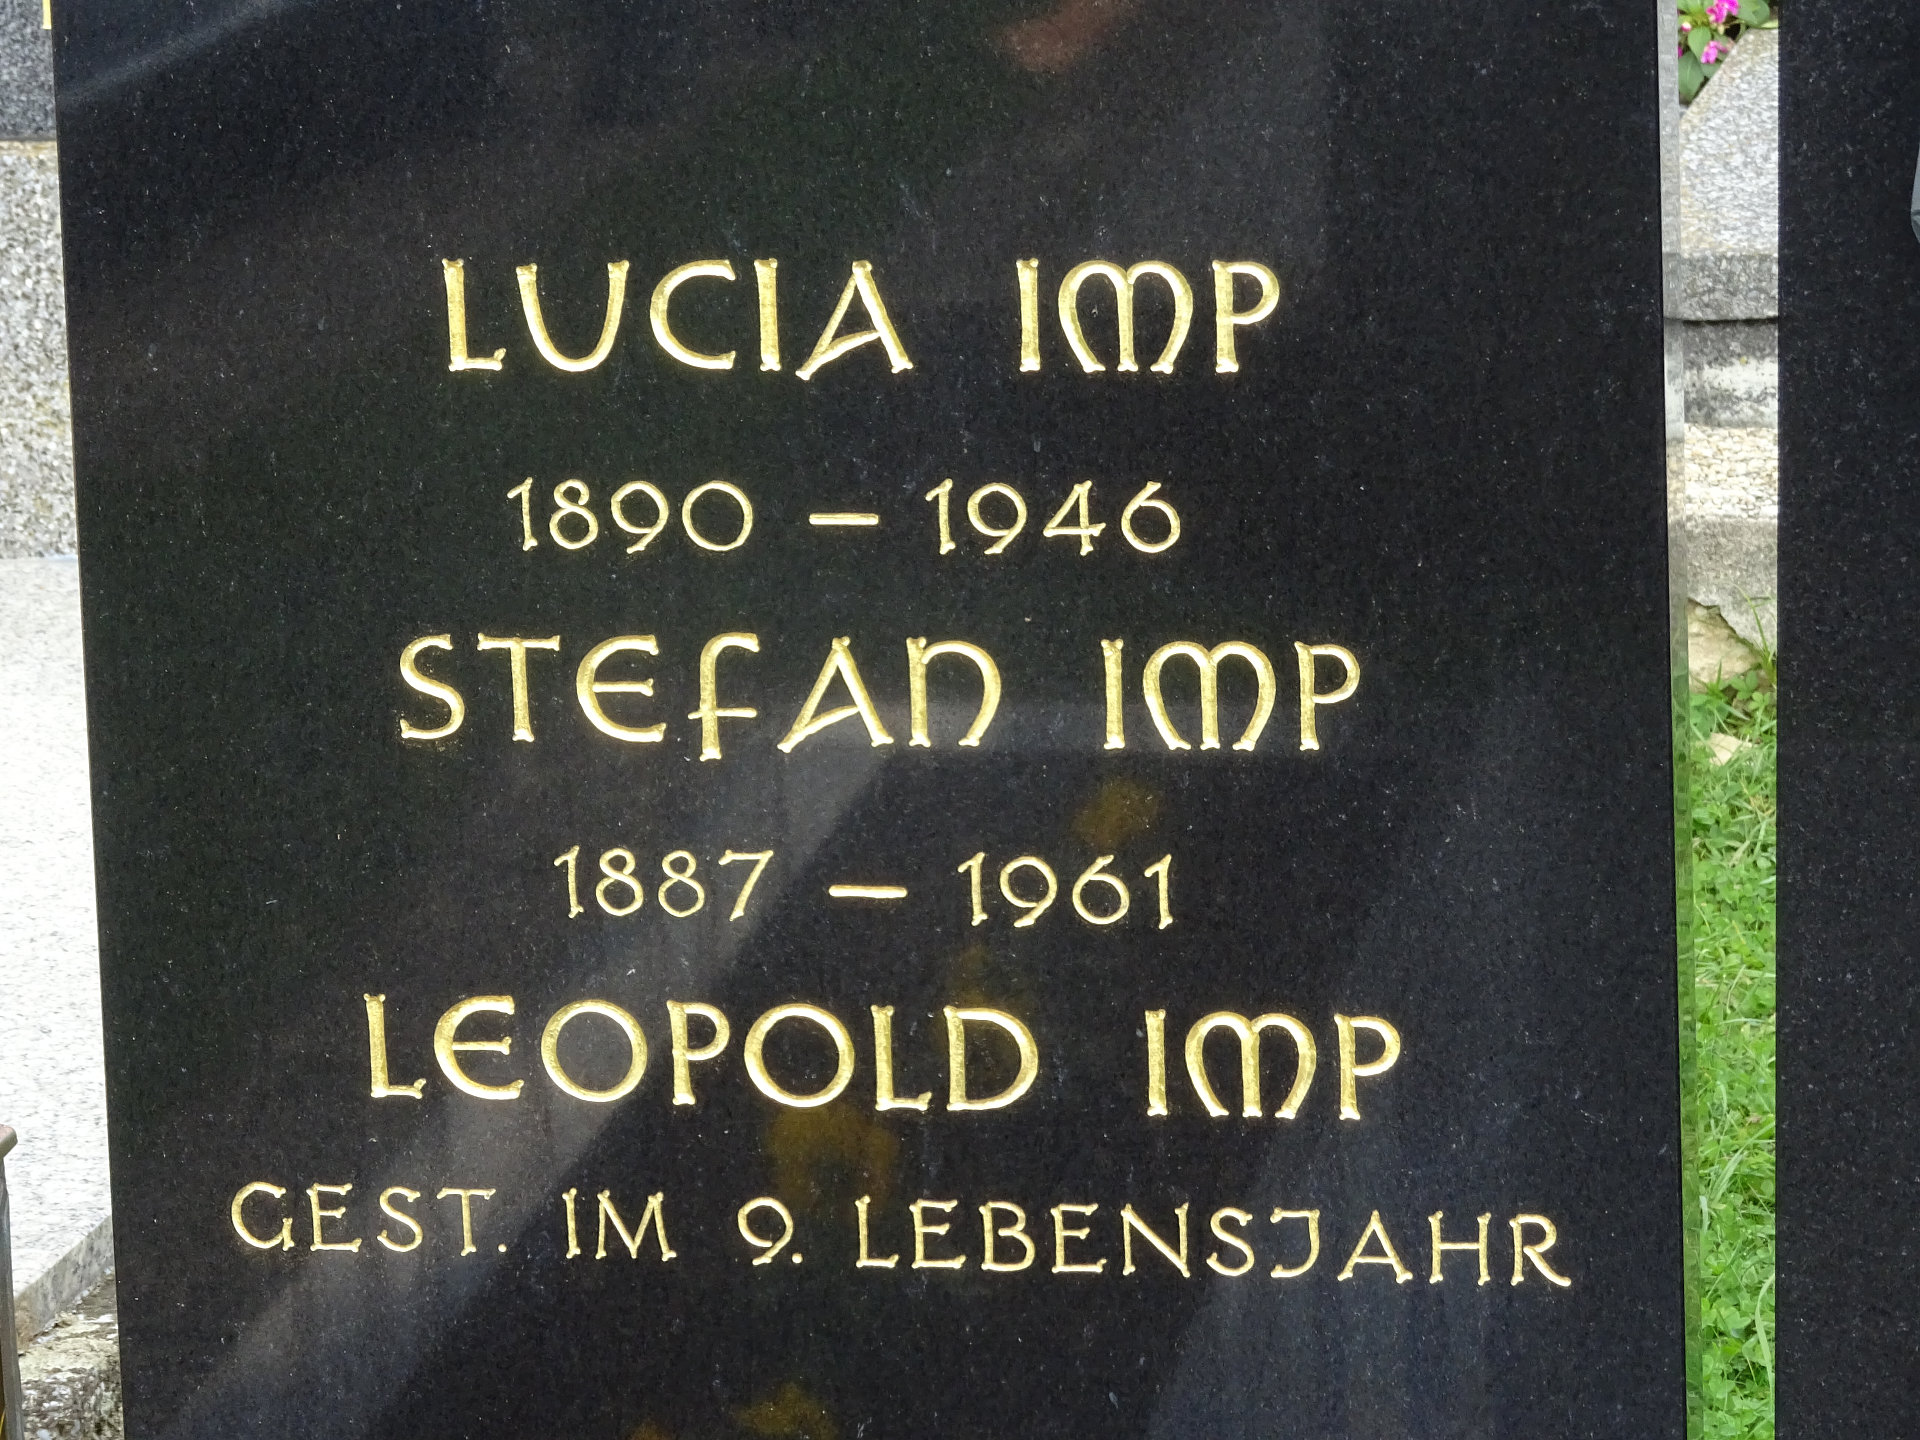 LUCIA IMP
1890 – 1946
STEFAN IMP
1887 – 1961
LEOPOLD IMP
GEST. IM 9. LEBENSJAHR